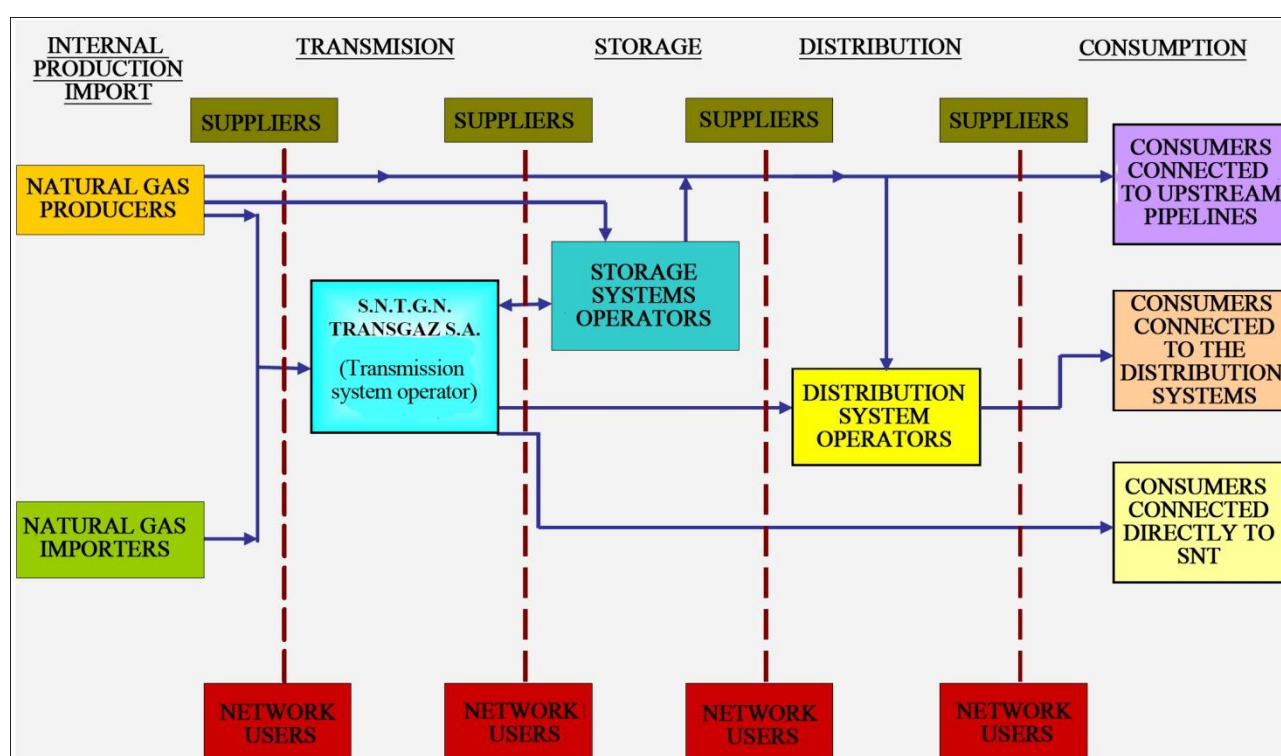 INTERNAL
PRODUCTION
IMPORT
TRANSMISION
STORAGE
DISTRIBUTION
CONSUMPTION
SUPPLIERS
SUPPLIERS
SUPPLIERS
SUPPLIERS
NATURAL GAS
PRODUCERS
CONSUMERS
CONNECTED
TO UPSTREAM
PIPELINES
STORAGE
SYSTEMS
OPERATORS
S.N.T.G.N.
TRANSGAZ S.A.
(Transmission
system operator)
CONSUMERS
CONNECTED
TO THE
DISTRIBUTION
SYSTEMS
DISTRIBUTION
SYSTEM
OPERATORS
NATURAL GAS
IMPORTERS
CONSUMERS
CONNECTED
DIRECTLY TO
SNT
NETWORK
USERS
NETWORK
USERS
NETWORK
USERS
NETWORK
USERS